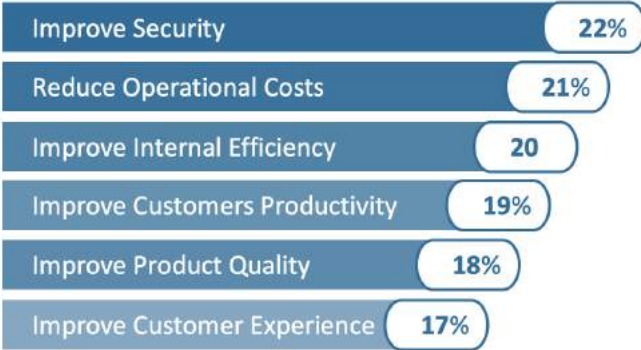 Improve Security 22%
Reduce Operational Costs 21%
Improve Internal Efficiency 20
Improve Customers Productivity 19%
Improve Product Quality 18%
Improve Customer Experience 17%